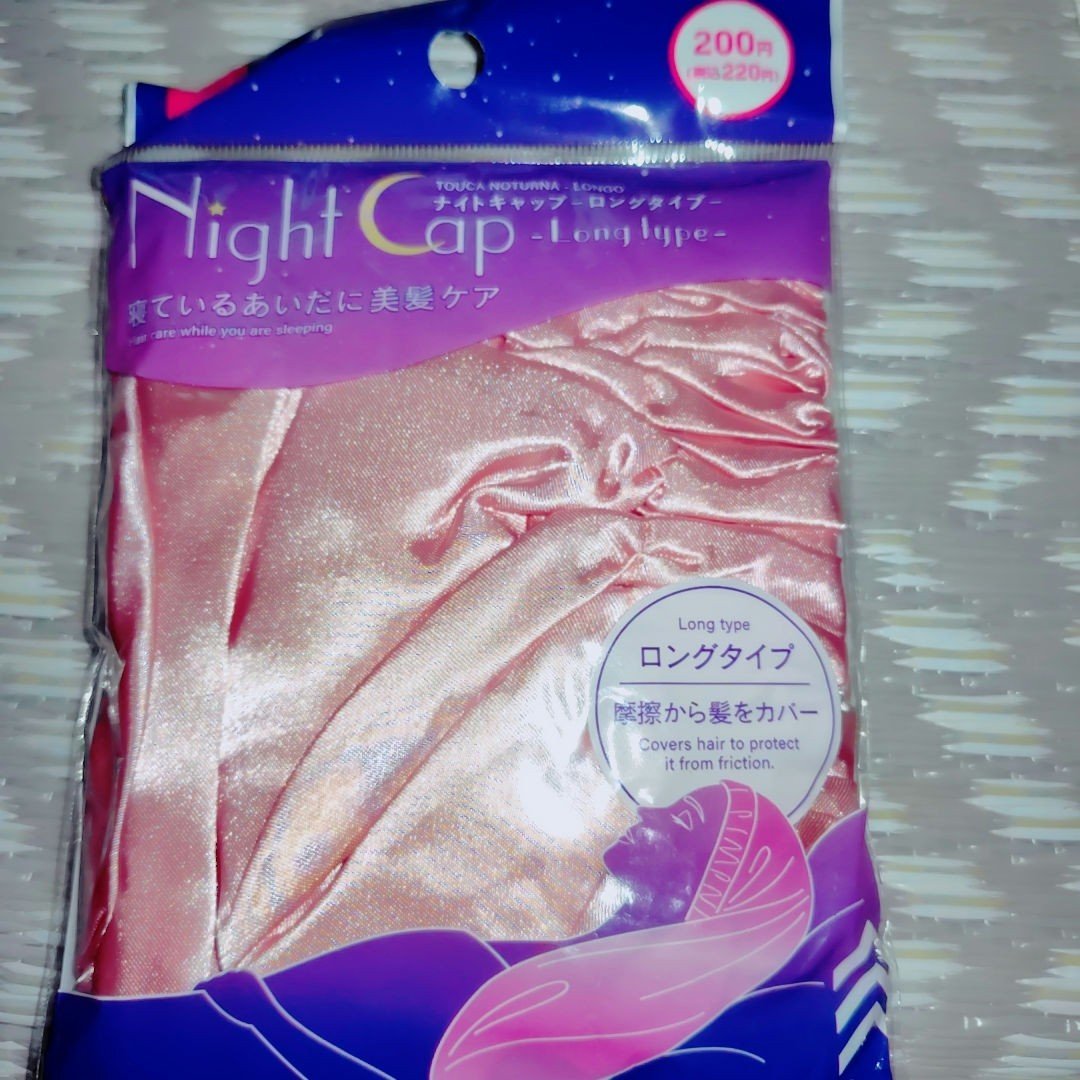 200円
(税込220円)
TOUCA NOTURNA - LONGO
ナイトキャップ-ロングタイプ-
Night Cap -Long type-
寝ているあいだに美髪ケア
Hair care while you are sleeping
Long type
ロングタイプ
摩擦から髪をカバー
Covers hair to protect
it from friction.